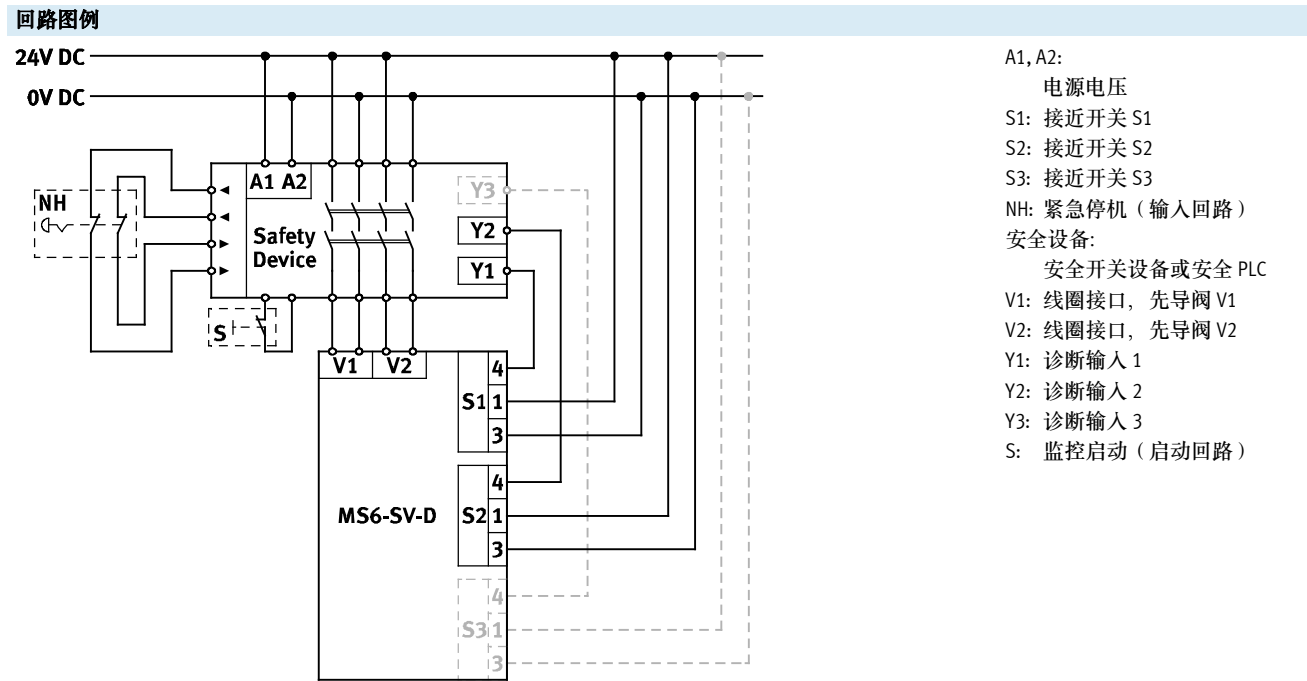 回路图例
24V DC
0V DC
A1 A2
NH
Safety
Device
Y3
Y2
Y1
S
V1 V2
4
S1 1
3
4
MS6-SV-D S2 1
3
4
S3 1
3
A1, A2:
电源电压
S1: 接近开关 S1
S2: 接近开关 S2
S3: 接近开关 S3
NH: 紧急停机（输入回路）
安全设备:
安全开关设备或安全 PLC
V1: 线圈接口，先导阀 V1
V2: 线圈接口，先导阀 V2
Y1: 诊断输入 1
Y2: 诊断输入 2
Y3: 诊断输入 3
S: 监控启动（启动回路）